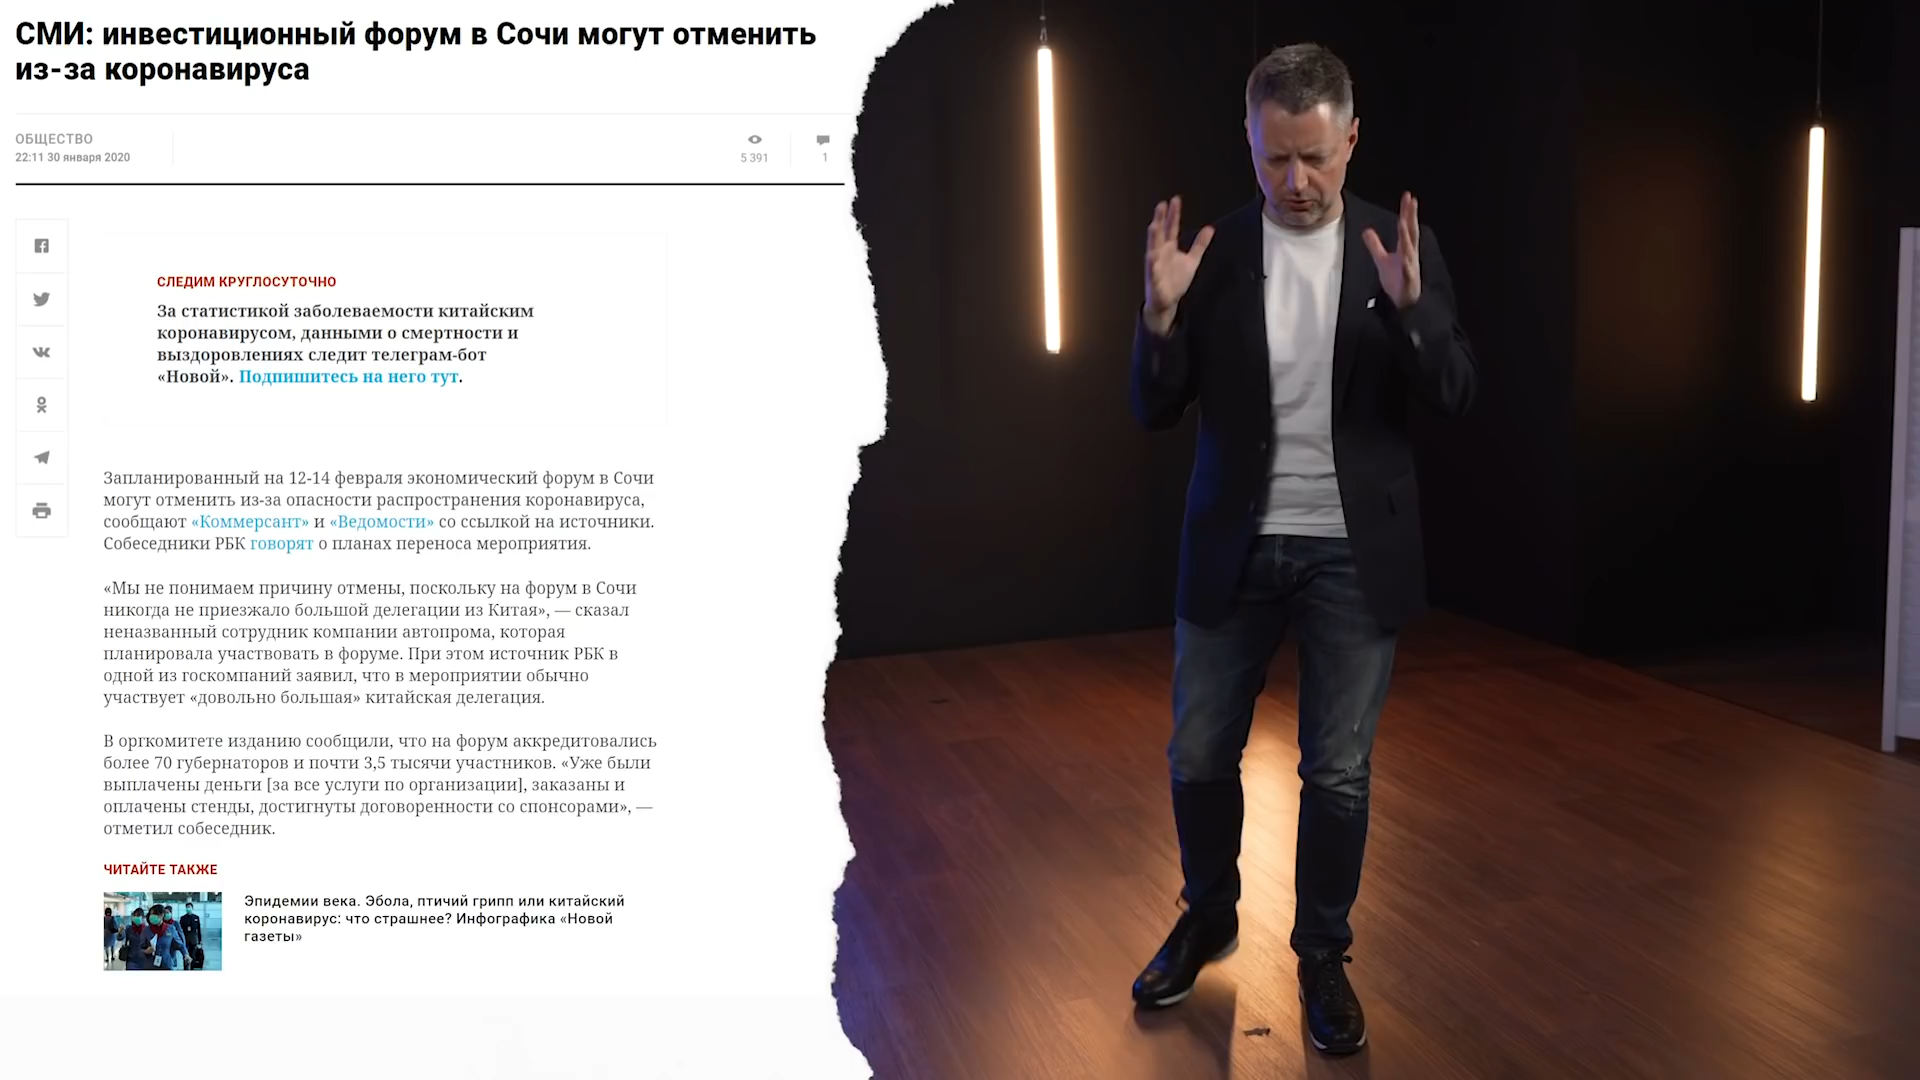 СМИ: инвестиционный форум в Сочи могут отменить
из-за коронавируса
ОБЩЕСТВО
22:11 30 января 2020
5 391
1
СЛЕДИМ КРУГЛОСУТОЧНО
За статистикой заболеваемости китайским
коронавирусом, данными о смертности и
выздоровлениях следит телеграм-бот
«Новой». Подпишитесь на него тут.
Запланированный на 12-14 февраля экономический форум в Сочи
могут отменить из-за опасности распространения коронавируса,
сообщают «Коммерсант» и «Ведомости» со ссылкой на источники.
Собеседники РБК говорят о планах переноса мероприятия.
«Мы не понимаем причину отмены, поскольку на форум в Сочи
никогда не приезжало большой делегации из Китая», — сказал
неназванный сотрудник компании автопрома, которая
планировала участвовать в форуме. При этом источник РБК в
одной из госкомпаний заявил, что в мероприятии обычно
участвует «довольно большая» китайская делегация.
В оргкомитете изданию сообщили, что на форум аккредитовались
более 70 губернаторов и почти 3,5 тысячи участников. «Уже были
выплачены деньги [за все услуги по организации], заказаны и
оплачены стенды, достигнуты договоренности со спонсорами», —
отметил собеседник.
ЧИТАЙТЕ ТАКЖЕ
Эпидемии века. Эбола, птичий грипп или китайский
коронавирус: что страшнее? Инфографика «Новой
газеты»